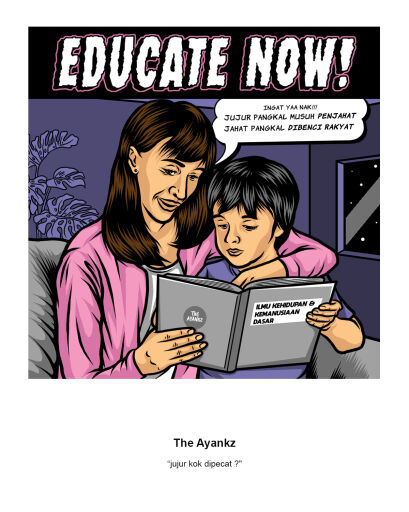 EDUCATE NOW!
INGAT YAA NAK!!!
JUJUR PANGKAL MUSUH PENJAHAT
JAHAT PANGKAL DIBENCI RAKYAT
THE
AYANKZ
ILMU KEHIDUPAN &
KEMANUSIAAN
DASAR
The Ayankz
"jujur kok dipecat ?"